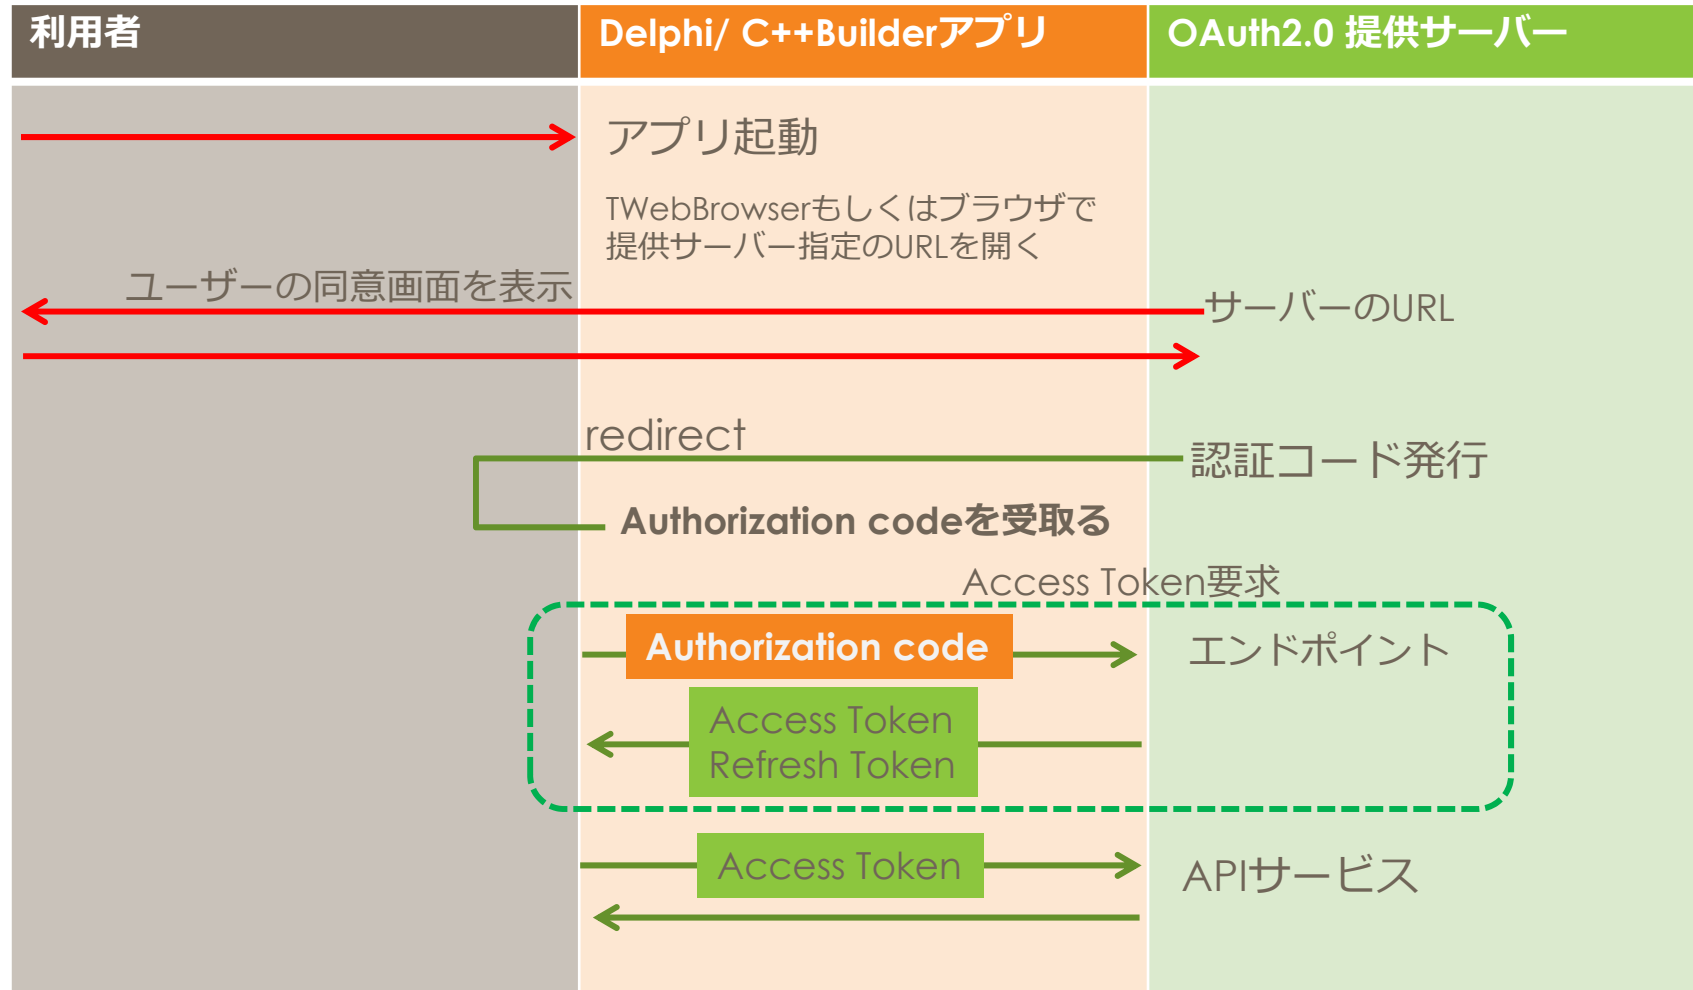 利用者
Delphi/ C++Builderアプリ
OAuth2.0 提供サーバー
アプリ起動
TWebBrowserもしくはブラウザで
提供サーバー指定のURLを開く
ユーザーの同意画面を表示
サーバーのURL
redirect
認証コード発行
Authorization codeを受取る
Access Token要求
Authorization code
エンドポイント
Access Token
Refresh Token
Access Token
APIサービス